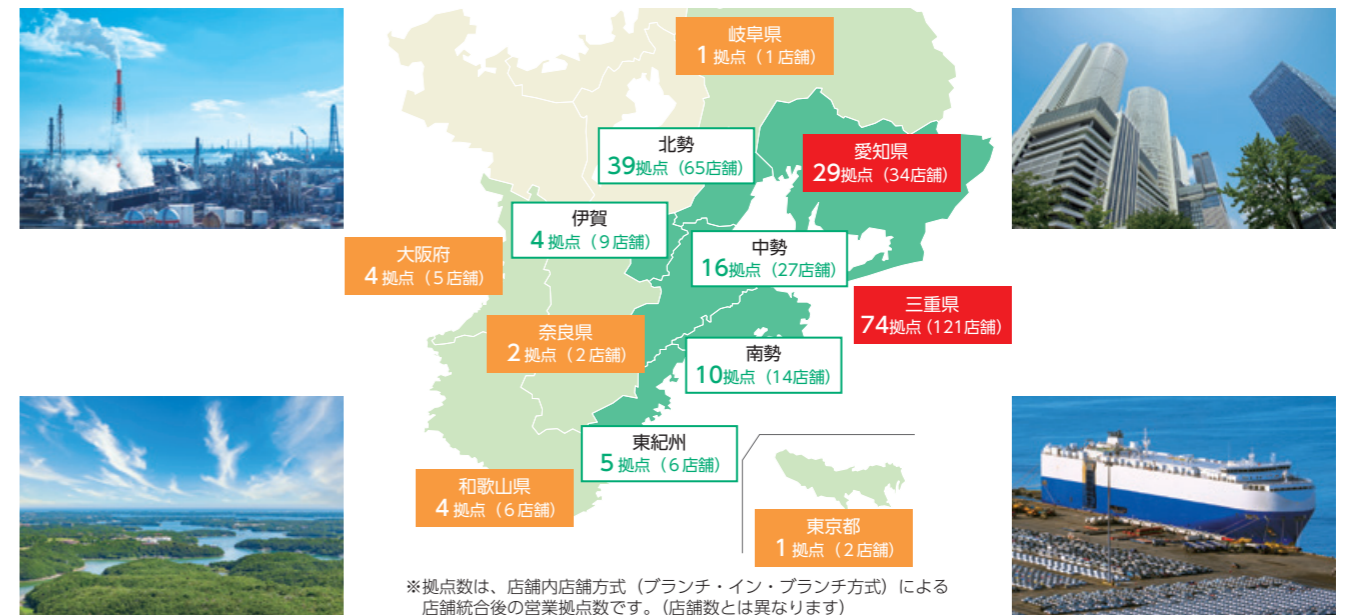 岐阜県
1 拠点（1店舗）
北勢
39拠点（65店舗）
愛知県
29拠点（34店舗）
伊賀
4 拠点（9店舗）
中勢
16拠点（27店舗）
大阪府
4 拠点（5店舗）
三重県
74拠点（121店舗）
奈良県
2 拠点（2店舗）
南勢
10拠点（14店舗）
東紀州
5 拠点（6店舗）
和歌山県
4 拠点（6店舗）
東京都
1 拠点（2店舗）
※拠点数は、店舗内店舗方式（ブランチ・イン・ブランチ方式）による
店舗統合後の営業拠点数です。（店舗数とは異なります）